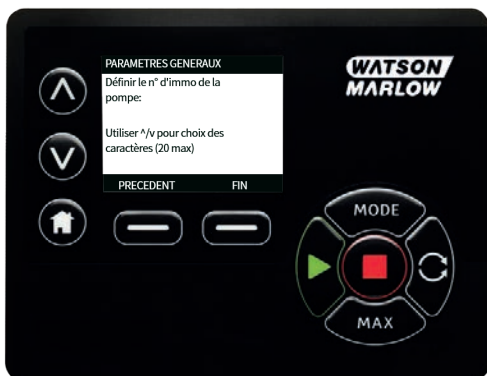 PARAMETRES GENERAUX
Définir le n° d'immo de la
pompe:
Utiliser ^/v pour choix des
caractères (20 max)
PRECEDENT FIN
WATSON
MARLOW
MODE
MAX